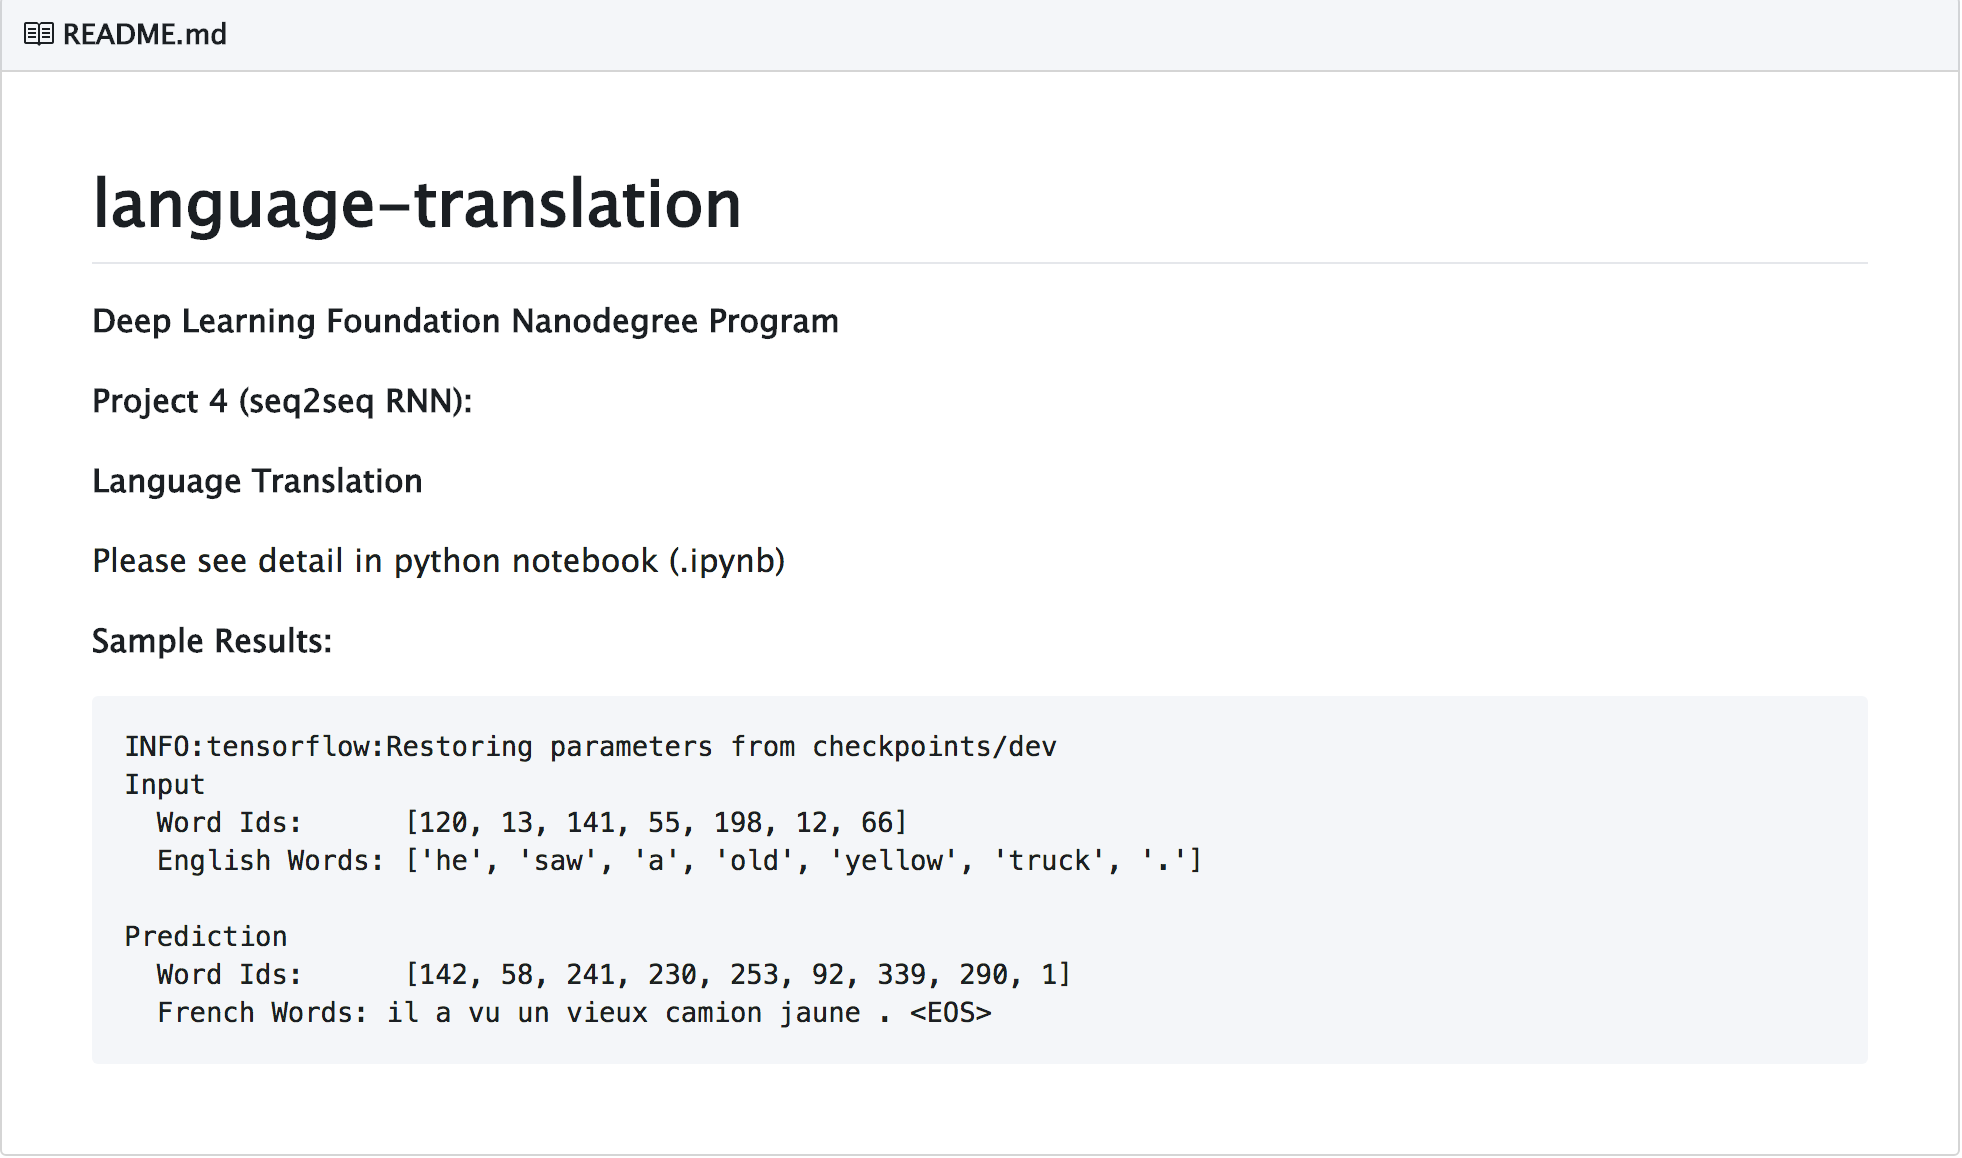 README.md
language-translation
Deep Learning Foundation Nanodegree Program
Project 4 (seq2seq RNN):
Language Translation
Please see detail in python notebook (.ipynb)
Sample Results:
INFO:tensorflow:Restoring parameters from checkpoints/dev
Input
  Word Ids:      [120, 13, 141, 55, 198, 12, 66]
  English Words: ['he', 'saw', 'a', 'old', 'yellow', 'truck', '.']
Prediction
  Word Ids:      [142, 58, 241, 230, 253, 92, 339, 290, 1]
  French Words: il a vu un vieux camion jaune . <EOS>